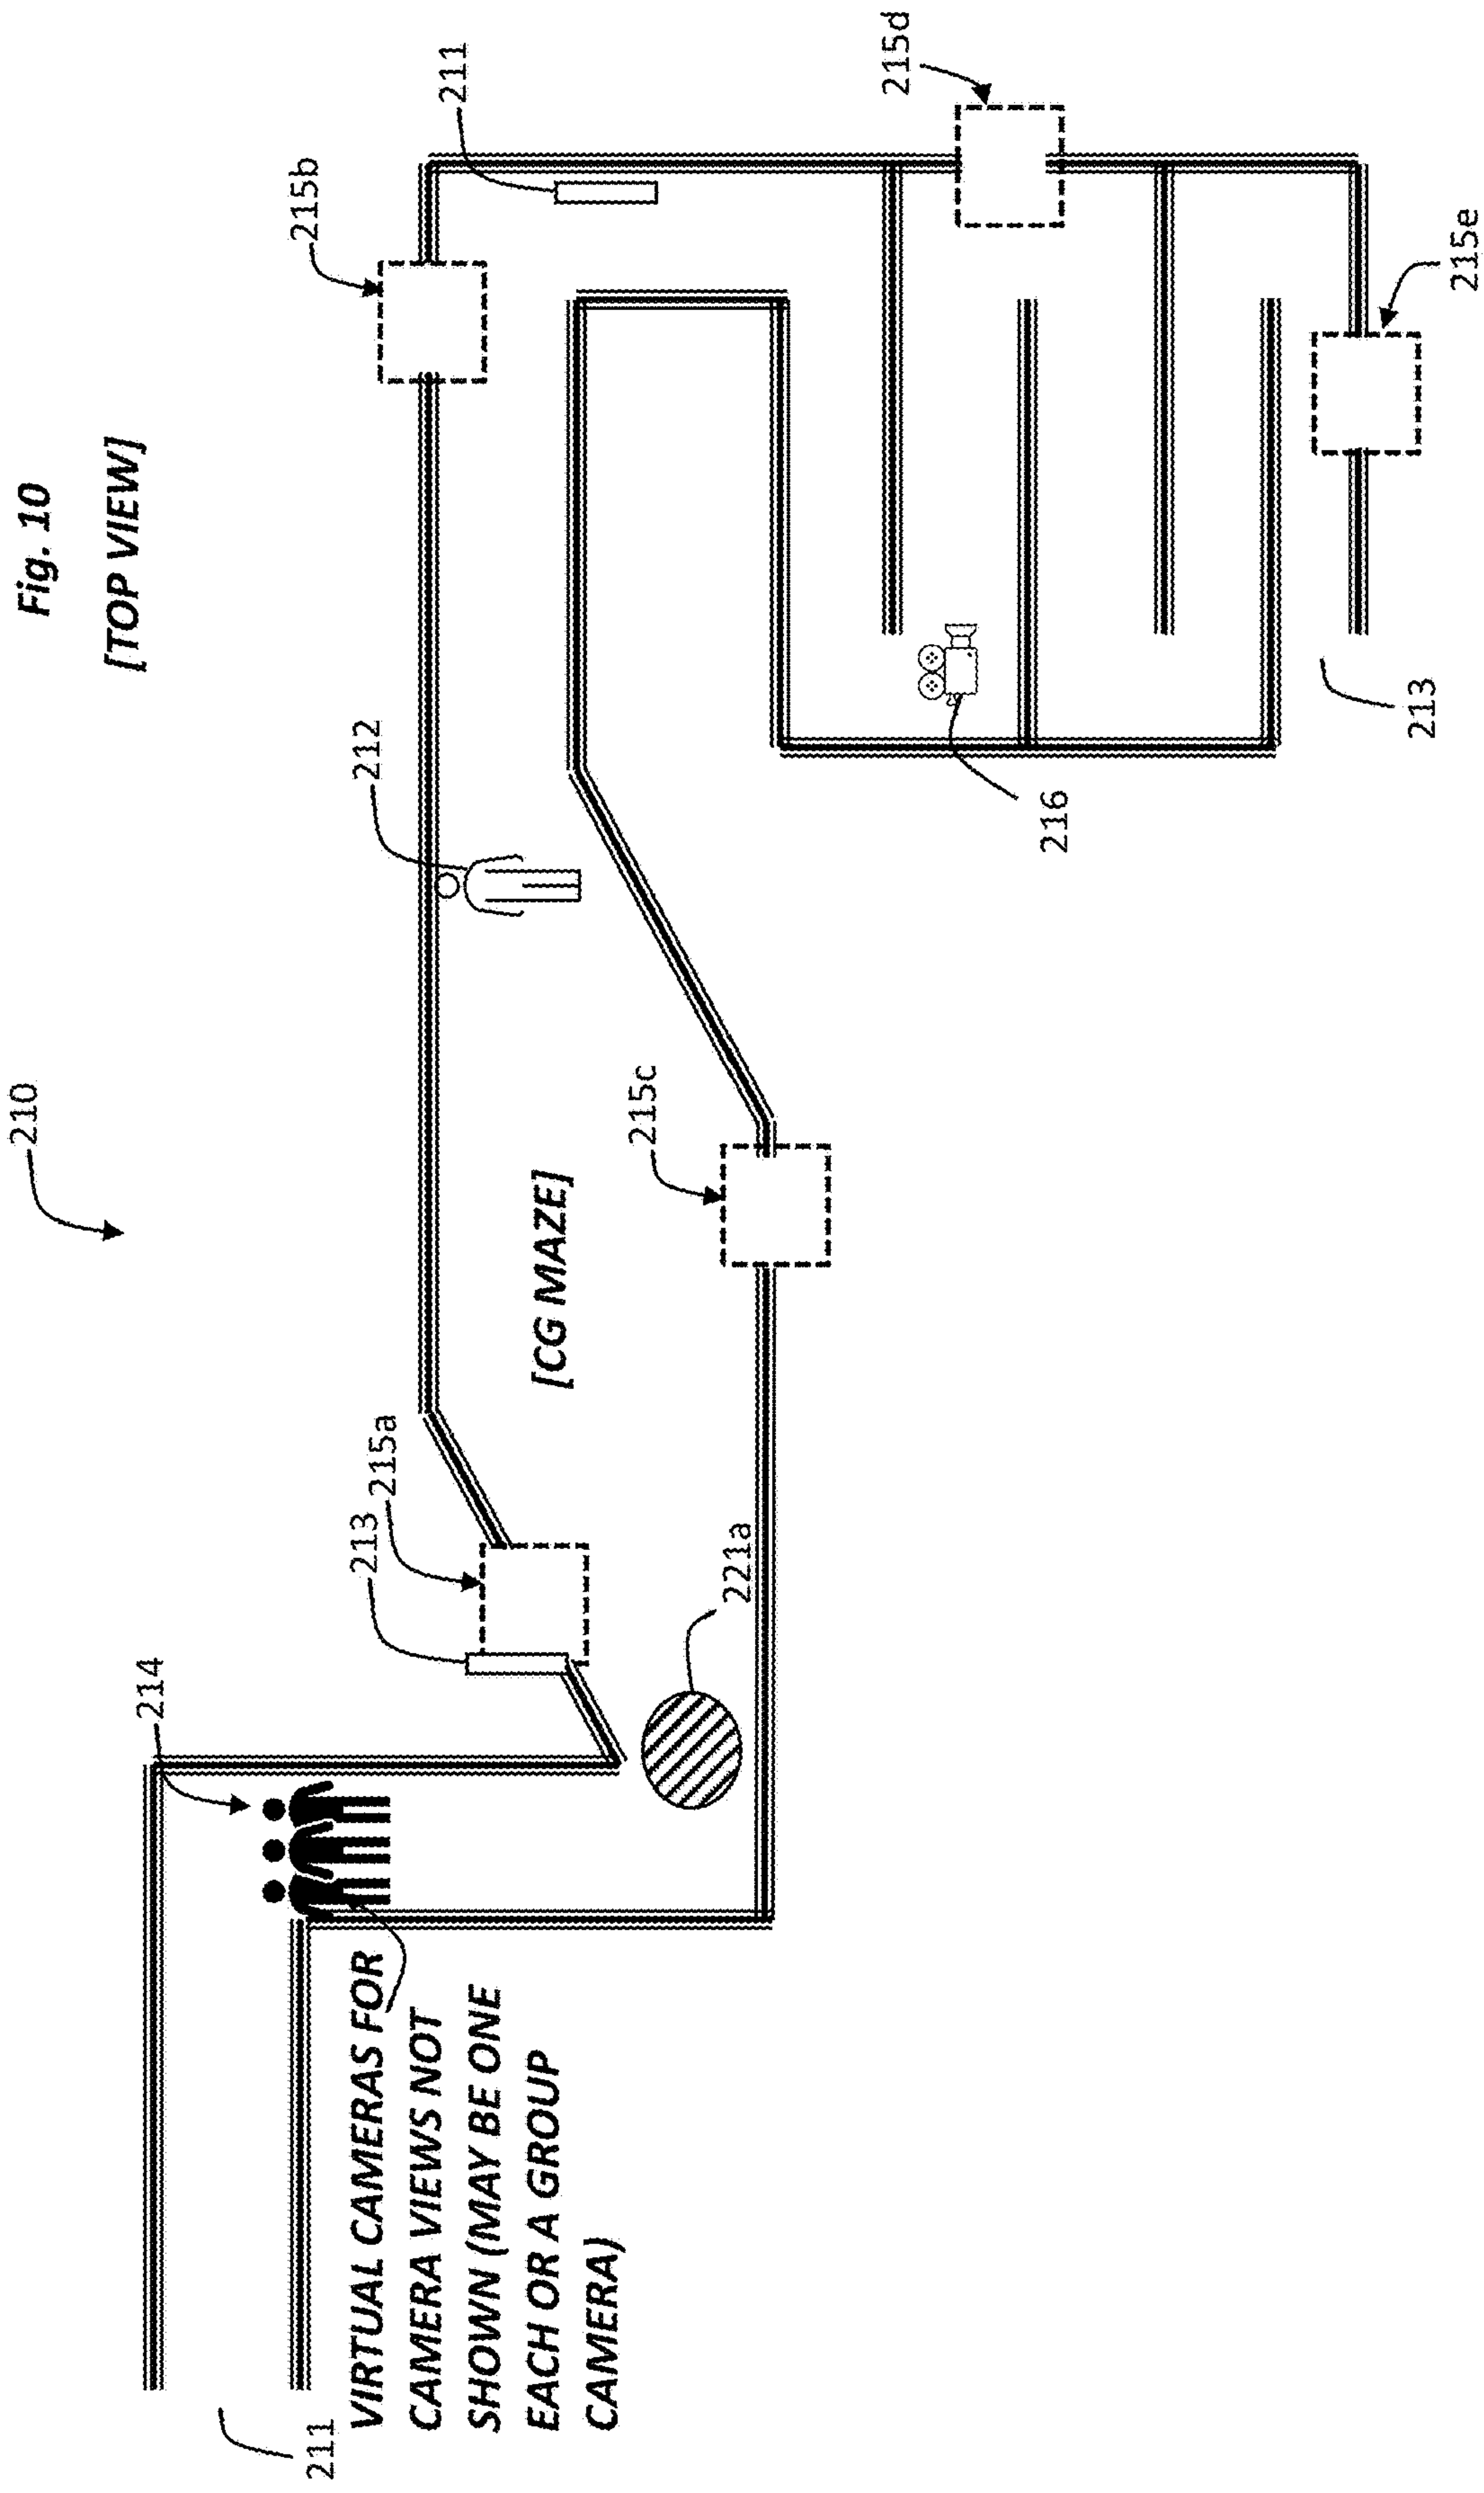 Fig. 10
[TOP VIEW]
210
214
213
215a
212
215b
211
215d
[CG MAZE]
215c
221a
216
215e
213
211
VIRTUAL CAMERAS FOR
CAMERA VIEWS NOT
SHOWN (MAY BE ONE
EACH OR A GROUP
CAMERA)